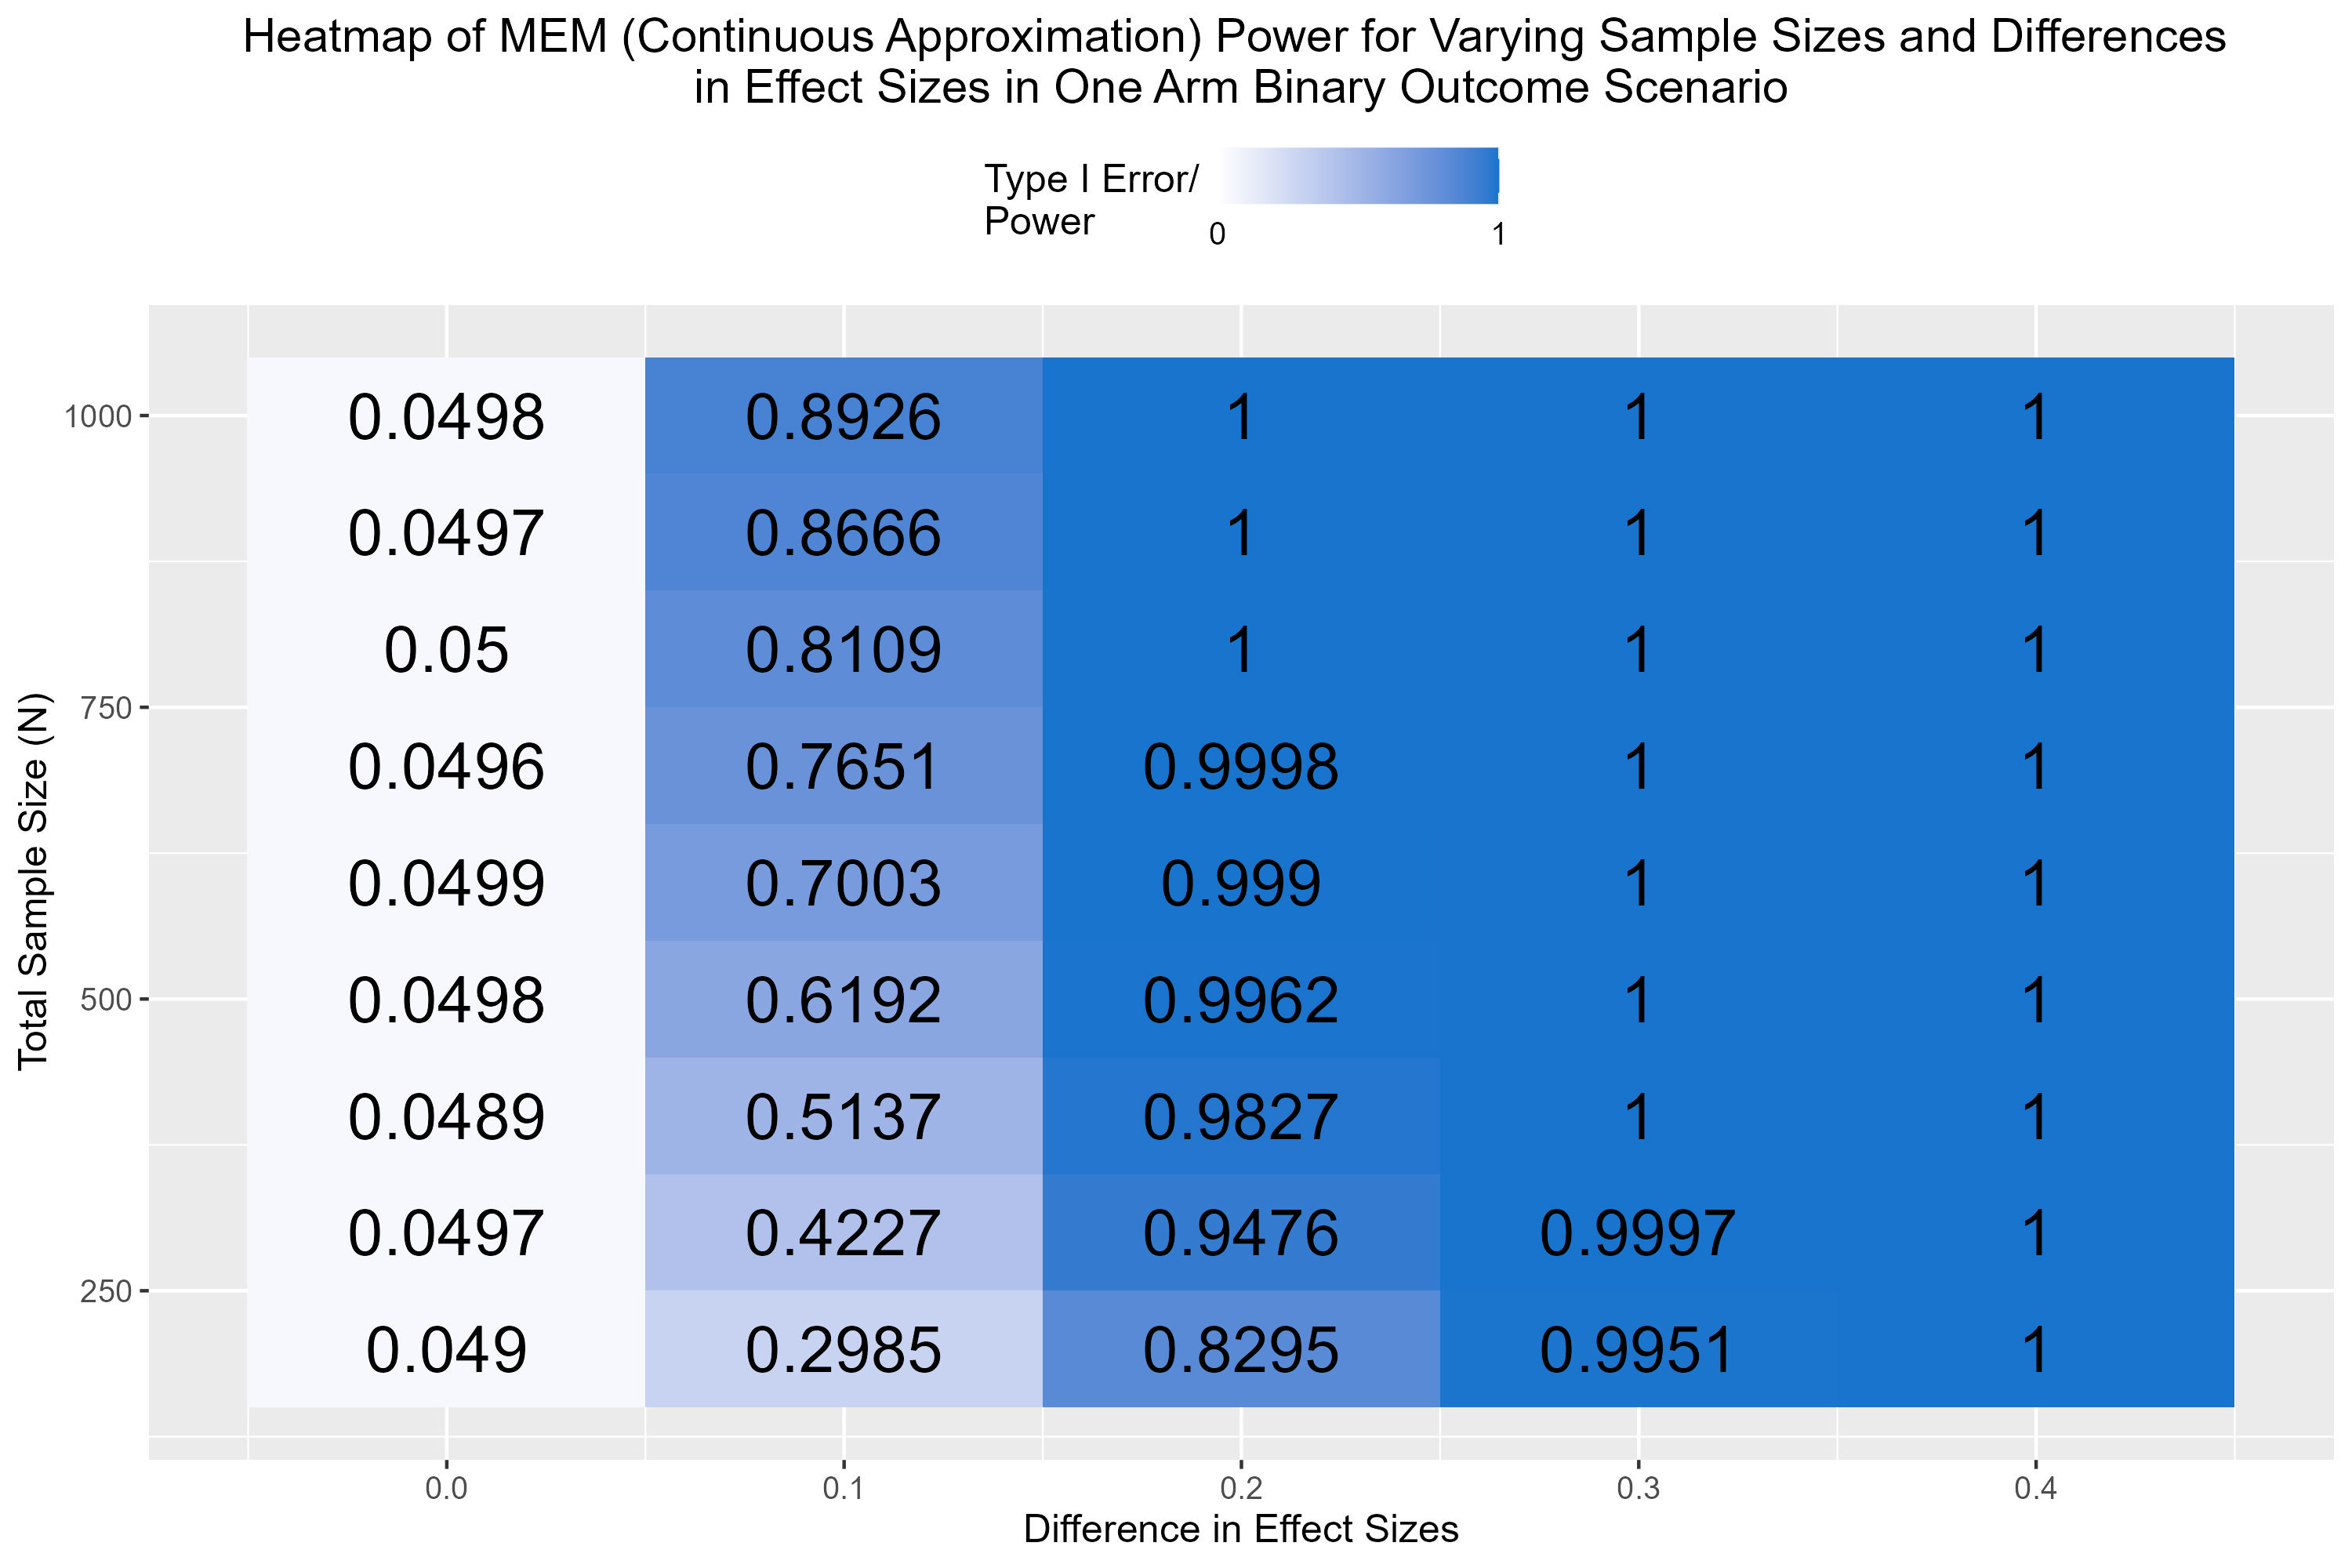 Heatmap of MEM (Continuous Approximation) Power for Varying Sample Sizes and Differences
in Effect Sizes in One Arm Binary Outcome Scenario
Type I Error/
Power
0 1
Total Sample Size (N)
1000 0.0498 0.8926 1 1 1
0.0497 0.8666 1 1 1
0.05 0.8109 1 1 1
750
0.0496 0.7651 0.9998 1 1
0.0499 0.7003 0.999 1 1
500 0.0498 0.6192 0.9962 1 1
0.0489 0.5137 0.9827 1 1
0.0497 0.4227 0.9476 0.9997 1
250
0.049 0.2985 0.8295 0.9951 1
0.0 0.1 0.2 0.3 0.4
Difference in Effect Sizes